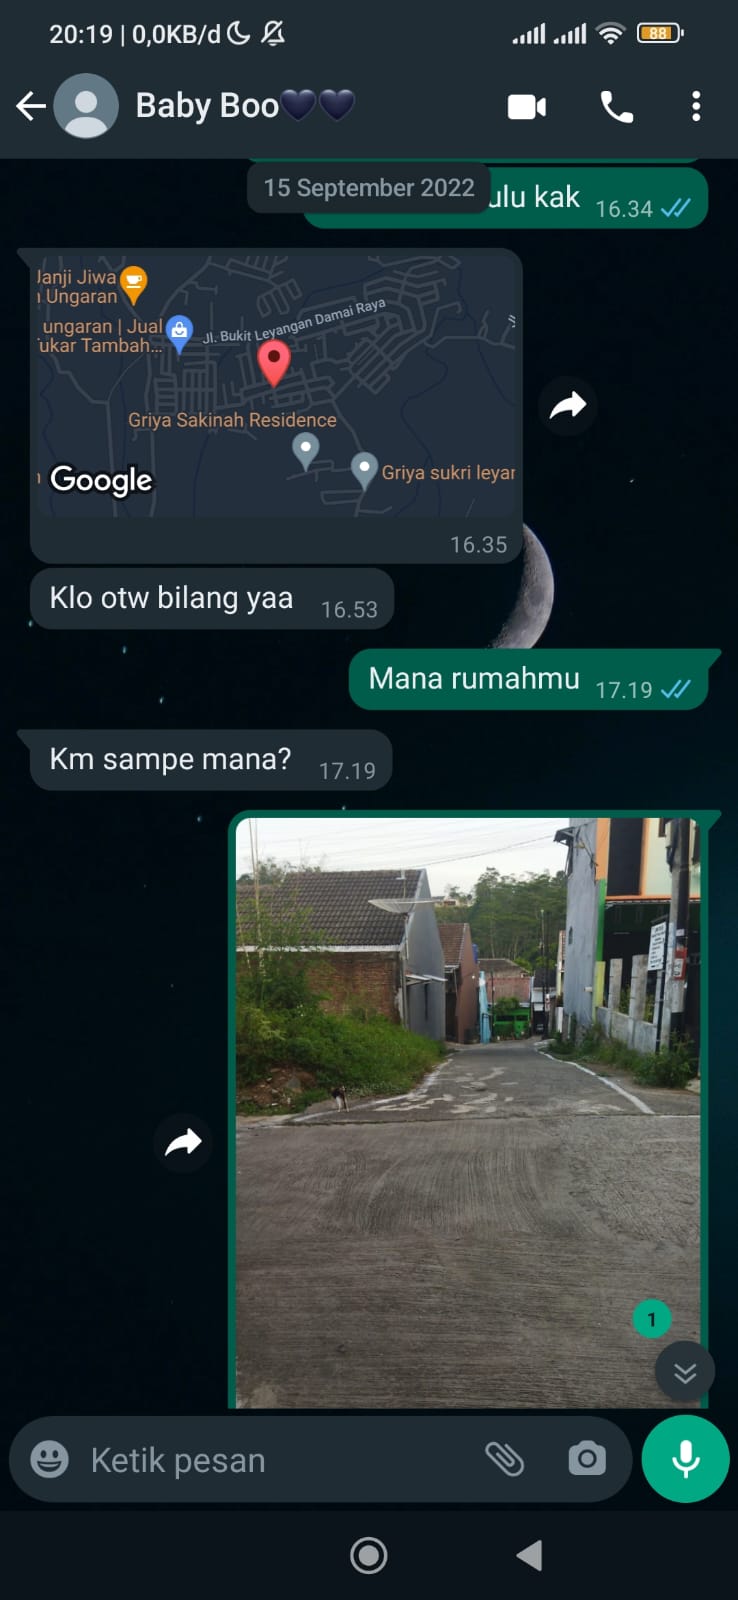 20:19 | 0,0KB/d
88
Baby Boo🖤🖤
15 September 2022
ulu kak 16.34
Janji Jiwa
Ungaran
ungaran | Jual
ukar Tambah...
Jl. Bukit Leyangan Damai Raya
Griya Sakinah Residence
Griya sukri leyar
Google
16.35
Klo otw bilang yaa 16.53
Mana rumahmu 17.19
Km sampe mana? 17.19
1
Ketik pesan